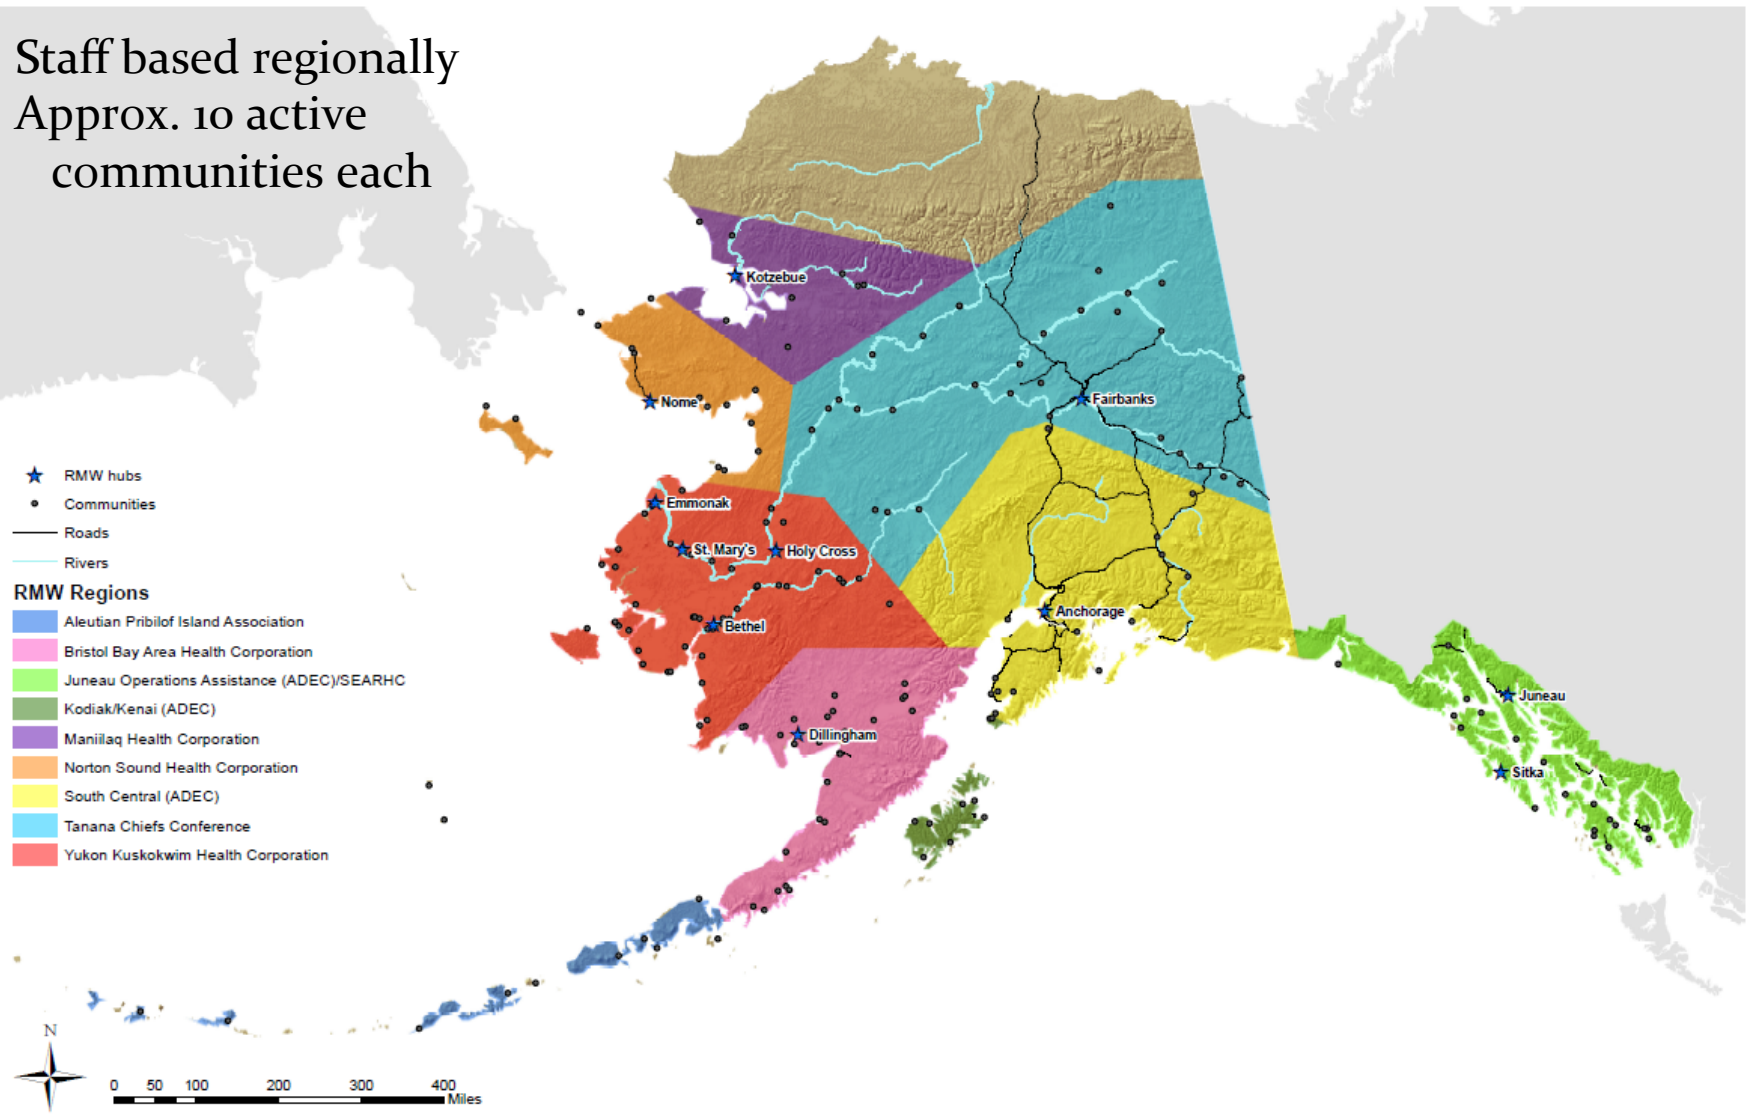 Staff based regionally
Approx. 10 active
communities each
Kotzebue
Nome
Fairbanks
Emmonak
St. Mary's
Holy Cross
Bethel
Anchorage
Dillingham
Juneau
Sitka
RMW hubs
Communities
Roads
Rivers
RMW Regions
Aleutian Pribilof Island Association
Bristol Bay Area Health Corporation
Juneau Operations Assistance (ADEC)/SEARHC
Kodiak/Kenai (ADEC)
Maniilaq Health Corporation
Norton Sound Health Corporation
South Central (ADEC)
Tanana Chiefs Conference
Yukon Kuskokwim Health Corporation
N
0 50 100 200 300 400
Miles